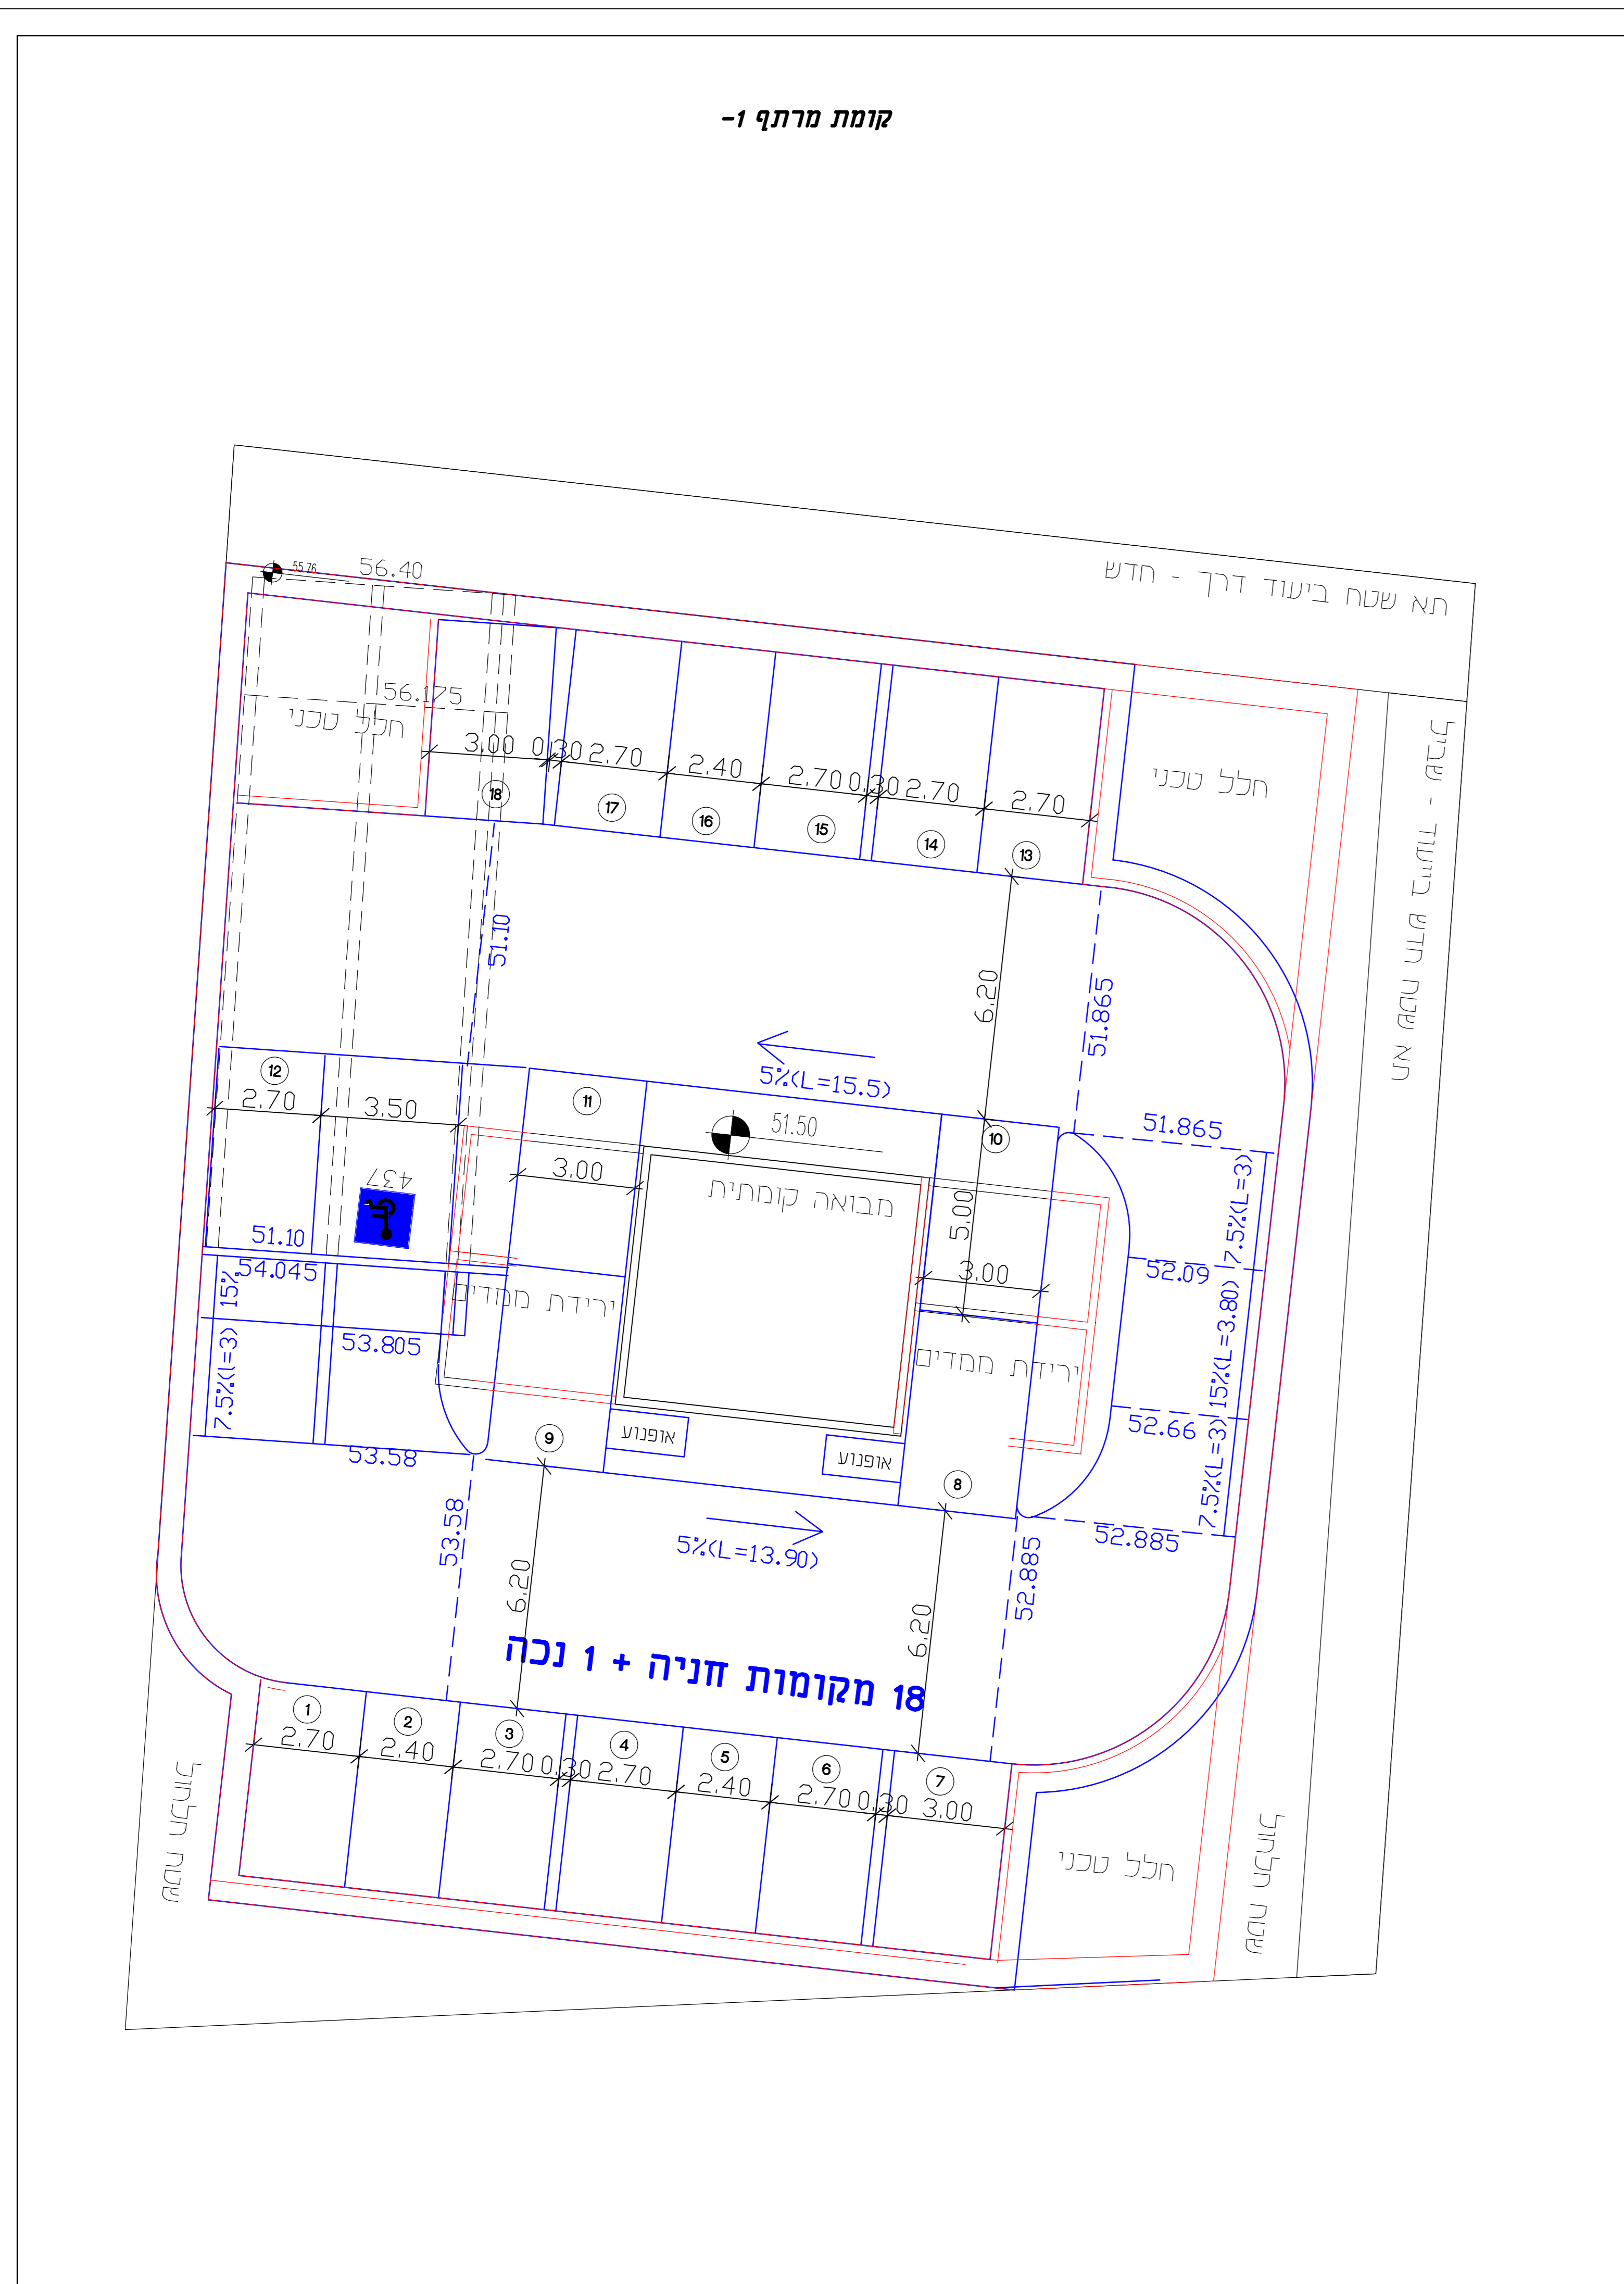 קומת מרתף 1-
תא שטח ביעוד דרך - חדש
תא שטח חדש בייעוד - שביל
55.76
56.40
56.175
חלל טכני
חלל טכני
3.00 0.30 2.70 2.40 2.70 0.30 2.70 2.70
18 17 16 15 14 13
51.10
6.20
51.865
5%(L=15.5)
51.865
12
11
10
2.70 3.50
51.50
3.00
מבואה קומתית
437
5.00
3.00
7.5%(L=3)
51.10
54.045
15%
52.09
ירידת ממדים
ירידת ממדים
53.805
7.5%(l=3)
15%(L=3.80)
52.66
אופנוע
אופנוע
9
8
53.58
7.5%(L=3)
52.885
53.58
5%(L=13.90)
52.885
6.20
6.20
18 מקומות חניה + 1 נכה
1 2 3 4 5 6 7
2.70 2.40 2.70 0.30 2.70 2.40 2.70 0.30 3.00
חלל טכני
שטח חלחול
שטח חלחול